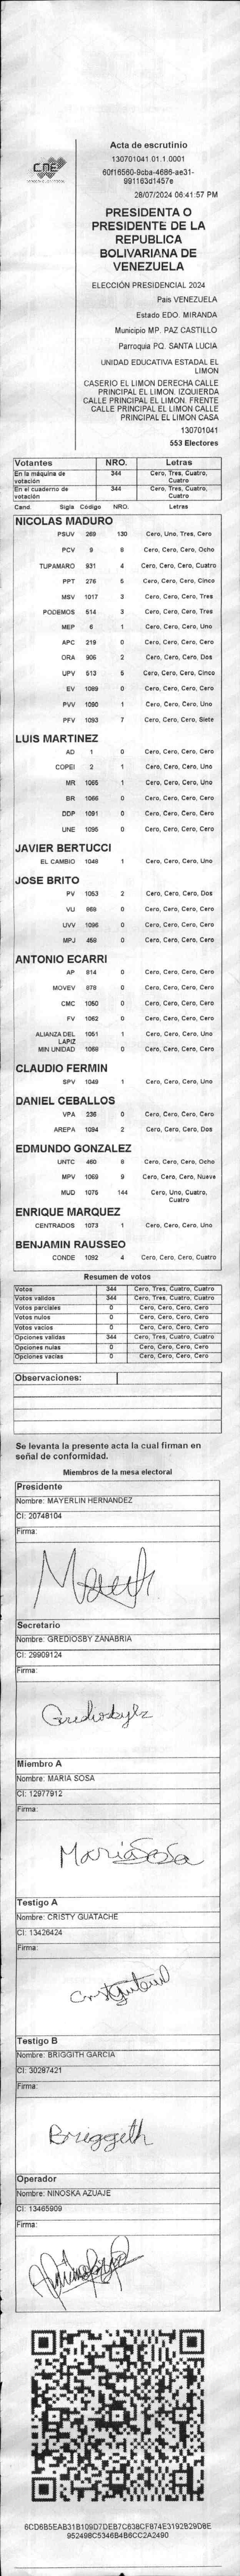 CNE
Acta de escrutinio
130701041.01.1.0001
60f16560-9cba-4686-ae31-
991163d1457e
28/07/2024 06:41:57 PM
PRESIDENTA O
PRESIDENTE DE LA
REPUBLICA
BOLIVARIANA DE
VENEZUELA
ELECCIÓN PRESIDENCIAL 2024
Pais VENEZUELA
Estado EDO. MIRANDA
Municipio MP. PAZ CASTILLO
Parroquia PQ. SANTA LUCIA
UNIDAD EDUCATIVA ESTADAL EL
LIMON
CASERIO EL LIMON DERECHA CALLE
PRINCIPAL EL LIMON. IZQUIERDA
CALLE PRINCIPAL EL LIMON. FRENTE
CALLE PRINCIPAL EL LIMON CALLE
PRINCIPAL EL LIMON CASA
130701041
553 Electores
Votantes NRO. Letras
En la máquina de votación 344 Cero, Tres, Cuatro, Cuatro
En el cuaderno de votación 344 Cero, Tres, Cuatro, Cuatro
Cand. Sigla Código NRO. Letras
NICOLAS MADURO
PSUV 269 130 Cero, Uno, Tres, Cero
PCV 9 8 Cero, Cero, Cero, Ocho
TUPAMARO 931 4 Cero, Cero, Cero, Cuatro
PPT 276 5 Cero, Cero, Cero, Cinco
MSV 1017 3 Cero, Cero, Cero, Tres
PODEMOS 514 3 Cero, Cero, Cero, Tres
MEP 6 1 Cero, Cero, Cero, Uno
APC 219 0 Cero, Cero, Cero, Cero
ORA 906 2 Cero, Cero, Cero, Dos
UPV 513 5 Cero, Cero, Cero, Cinco
EV 1089 0 Cero, Cero, Cero, Cero
PVV 1090 1 Cero, Cero, Cero, Uno
PFV 1093 7 Cero, Cero, Cero, Siete
LUIS MARTINEZ
AD 1 0 Cero, Cero, Cero, Cero
COPEI 2 1 Cero, Cero, Cero, Uno
MR 1065 1 Cero, Cero, Cero, Uno
BR 1066 0 Cero, Cero, Cero, Cero
DDP 1091 0 Cero, Cero, Cero, Cero
UNE 1095 0 Cero, Cero, Cero, Cero
JAVIER BERTUCCI
EL CAMBIO 1048 1 Cero, Cero, Cero, Uno
JOSE BRITO
PV 1053 2 Cero, Cero, Cero, Dos
VU 869 0 Cero, Cero, Cero, Cero
UVV 1096 0 Cero, Cero, Cero, Cero
MPJ 459 0 Cero, Cero, Cero, Cero
ANTONIO ECARRI
AP 814 0 Cero, Cero, Cero, Cero
MOVEV 878 0 Cero, Cero, Cero, Cero
CMC 1050 0 Cero, Cero, Cero, Cero
FV 1052 0 Cero, Cero, Cero, Cero
ALIANZA DEL LAPIZ 1051 1 Cero, Cero, Cero, Uno
MIN UNIDAD 1068 0 Cero, Cero, Cero, Cero
CLAUDIO FERMIN
SPV 1049 1 Cero, Cero, Cero, Uno
DANIEL CEBALLOS
VPA 236 0 Cero, Cero, Cero, Cero
AREPA 1094 2 Cero, Cero, Cero, Dos
EDMUNDO GONZALEZ
UNTC 460 8 Cero, Cero, Cero, Ocho
MPV 1069 9 Cero, Cero, Cero, Nueve
MUD 1075 144 Cero, Uno, Cuatro, Cuatro
ENRIQUE MARQUEZ
CENTRADOS 1073 1 Cero, Cero, Cero, Uno
BENJAMIN RAUSSEO
CONDE 1092 4 Cero, Cero, Cero, Cuatro
Resumen de votos
Votos 344 Cero, Tres, Cuatro, Cuatro
Votos validos 344 Cero, Tres, Cuatro, Cuatro
Votos parciales 0 Cero, Cero, Cero, Cero
Votos nulos 0 Cero, Cero, Cero, Cero
Votos vacios 0 Cero, Cero, Cero, Cero
Opciones validas 344 Cero, Tres, Cuatro, Cuatro
Opciones nulas 0 Cero, Cero, Cero, Cero
Opciones vacias 0 Cero, Cero, Cero, Cero
Observaciones:
Se levanta la presente acta la cual firman en
señal de conformidad.
Miembros de la mesa electoral
Presidente
Nombre: MAYERLIN HERNANDEZ
CI: 20748104
Firma:
Secretario
Nombre: GREDIOSBY ZANABRIA
CI: 29909124
Firma:
Grediosbylz
Miembro A
Nombre: MARIA SOSA
CI: 12977912
Firma:
Maria Sosa
Testigo A
Nombre: CRISTY GUATACHE
CI: 13426424
Firma:
Testigo B
Nombre: BRIGGITH GARCIA
CI: 30287421
Firma:
Briggeth
Operador
Nombre: NINOSKA AZUAJE
CI: 13465909
Firma:
6CD6B5EAB31B109D7DEB7C638CF874E3192B29D8E
952498C5346B4B6CC2A2490